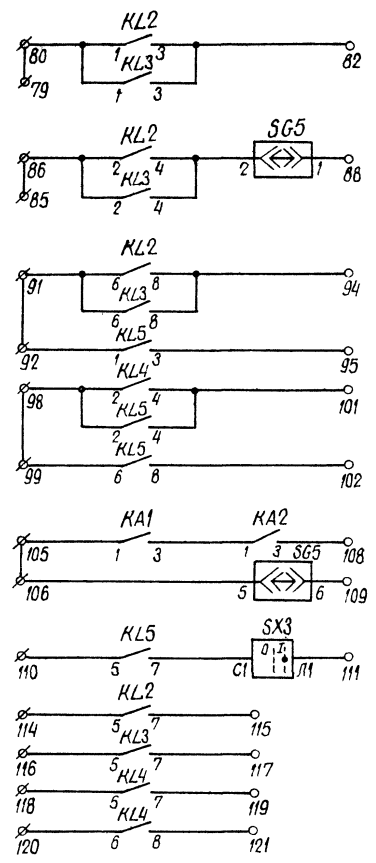 KL2
80 1 3 82
KL3
79 1 3
KL2 SG5
86 2 4 2 1 88
KL3
85 2 4
KL2
91 6 8 94
KL3
6 8
KL5
92 1 3 95
KL4
98 2 4 101
KL5
2 4
KL5
99 6 8 102
KA1 KA2
105 1 3 1 3 108
SG5
106 5 6 109
KL5 SX3
0 I
110 5 7 C1 Л1 111
KL2
114 5 7 115
KL3
116 5 7 117
KL4
118 5 7 119
KL4
120 6 8 121